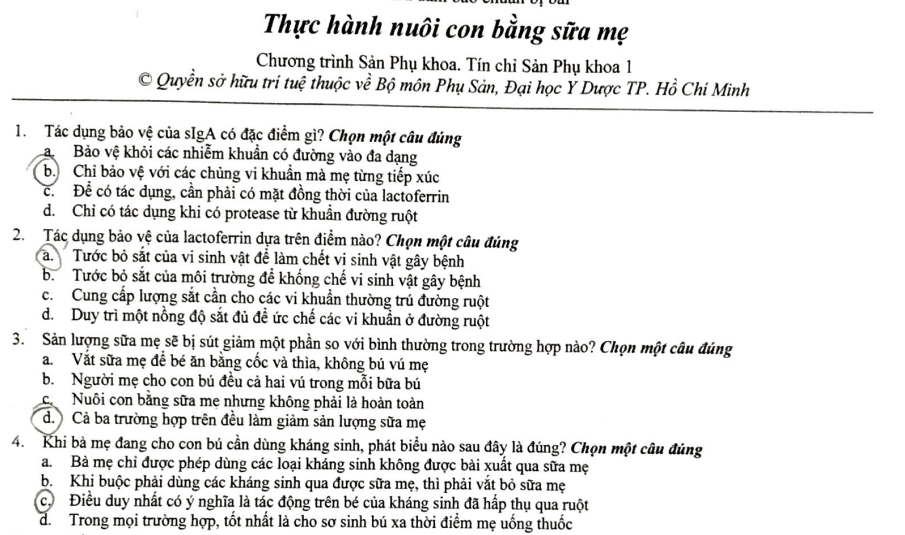 Thực hành nuôi con bằng sữa mẹ
Chương trình Sản Phụ khoa. Tín chỉ Sản Phụ khoa 1
© Quyền sở hữu trí tuệ thuộc về Bộ môn Phụ Sản, Đại học Y Dược TP. Hồ Chí Minh
1. Tác dụng bảo vệ của sIgA có đặc điểm gì? Chọn một câu đúng
a. Bảo vệ khỏi các nhiễm khuẩn có đường vào đa dạng
b. Chỉ bảo vệ với các chủng vi khuẩn mà mẹ từng tiếp xúc
c. Để có tác dụng, cần phải có mặt đồng thời của lactoferrin
d. Chỉ có tác dụng khi có protease từ khuẩn đường ruột
2. Tác dụng bảo vệ của lactoferrin dựa trên điểm nào? Chọn một câu đúng
a. Tước bỏ sắt của vi sinh vật để làm chết vi sinh vật gây bệnh
b. Tước bỏ sắt của môi trường để khống chế vi sinh vật gây bệnh
c. Cung cấp lượng sắt cần cho các vi khuẩn thường trú đường ruột
d. Duy trì một nồng độ sắt đủ để ức chế các vi khuẩn ở đường ruột
3. Sản lượng sữa mẹ sẽ bị sút giảm một phần so với bình thường trong trường hợp nào? Chọn một câu đúng
a. Vắt sữa mẹ để bé ăn bằng cốc và thìa, không bú vú mẹ
b. Người mẹ cho con bú đều cả hai vú trong mỗi bữa bú
c. Nuôi con bằng sữa mẹ nhưng không phải là hoàn toàn
d. Cả ba trường hợp trên đều làm giảm sản lượng sữa mẹ
4. Khi bà mẹ đang cho con bú cần dùng kháng sinh, phát biểu nào sau đây là đúng? Chọn một câu đúng
a. Bà mẹ chỉ được phép dùng các loại kháng sinh không được bài xuất qua sữa mẹ
b. Khi buộc phải dùng các kháng sinh qua được sữa mẹ, thì phải vắt bỏ sữa mẹ
c. Điều duy nhất có ý nghĩa là tác động trên bé của kháng sinh đã hấp thụ qua ruột
d. Trong mọi trường hợp, tốt nhất là cho sơ sinh bú xa thời điểm mẹ uống thuốc